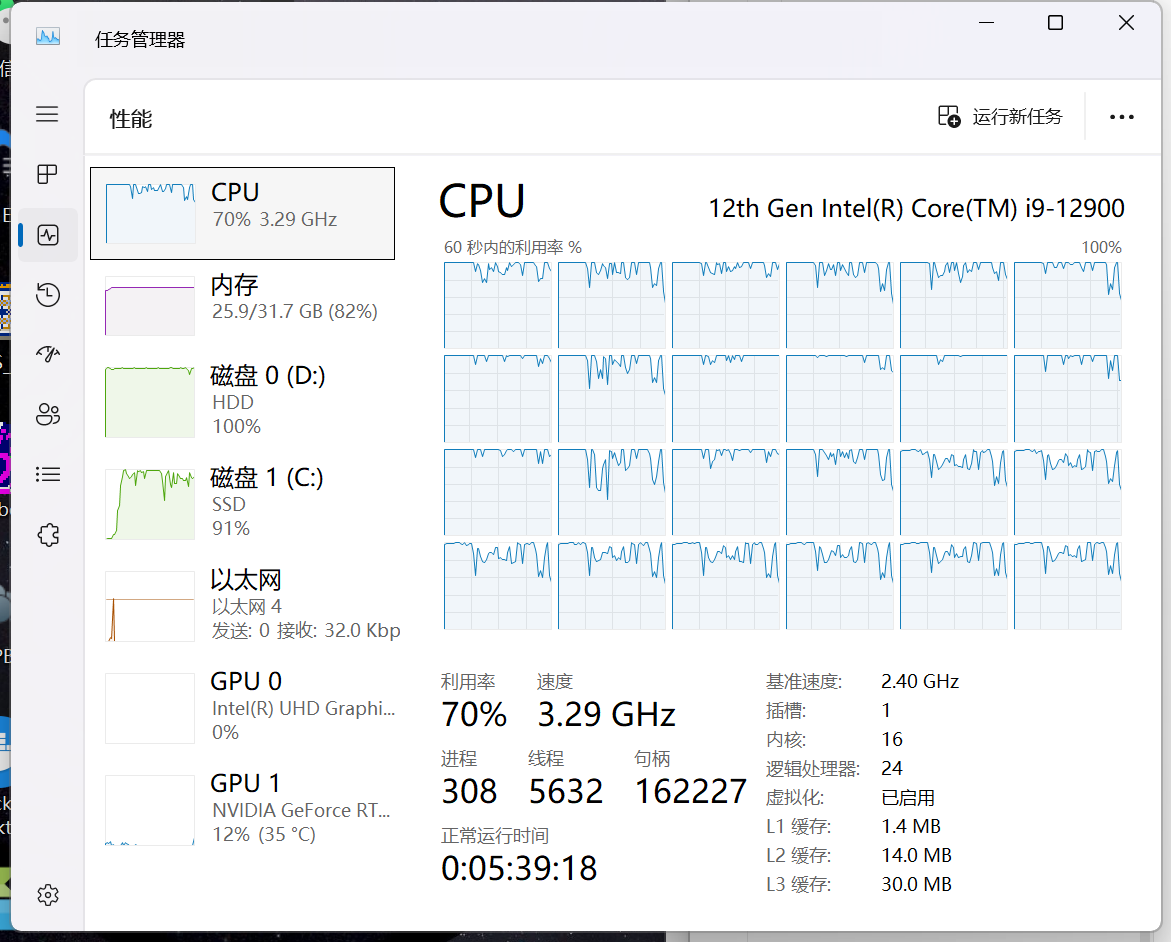 任务管理器
性能
运行新任务
CPU
70% 3.29 GHz
内存
25.9/31.7 GB (82%)
磁盘 0 (D:)
HDD
100%
磁盘 1 (C:)
SSD
91%
以太网
以太网 4
发送: 0 接收: 32.0 Kbp
GPU 0
Intel(R) UHD Graphi...
0%
GPU 1
NVIDIA GeForce RT...
12% (35 °C)
CPU
12th Gen Intel(R) Core(TM) i9-12900
60 秒内的利用率 %
100%
利用率
速度
70%
3.29 GHz
进程
线程
句柄
308
5632
162227
正常运行时间
0:05:39:18
基准速度:
2.40 GHz
插槽:
1
内核:
16
逻辑处理器:
24
虚拟化:
已启用
L1 缓存:
1.4 MB
L2 缓存:
14.0 MB
L3 缓存:
30.0 MB